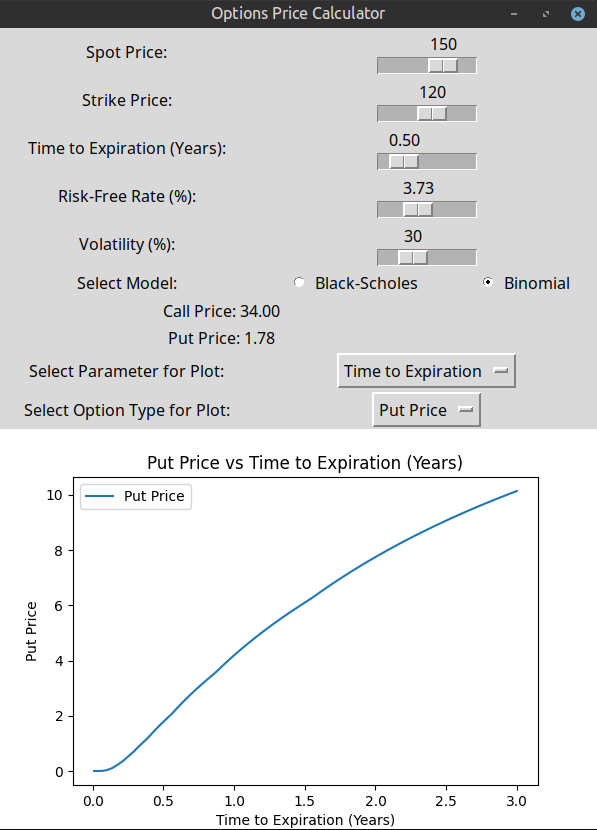 Options Price Calculator
Spot Price: 150
Strike Price: 120
Time to Expiration (Years): 0.50
Risk-Free Rate (%): 3.73
Volatility (%): 30
Select Model: Black-Scholes Binomial
Call Price: 34.00
Put Price: 1.78
Select Parameter for Plot: Time to Expiration
Select Option Type for Plot: Put Price
Put Price vs Time to Expiration (Years)
Put Price
10
8
6
4
2
0
Put Price
0.0 0.5 1.0 1.5 2.0 2.5 3.0
Time to Expiration (Years)